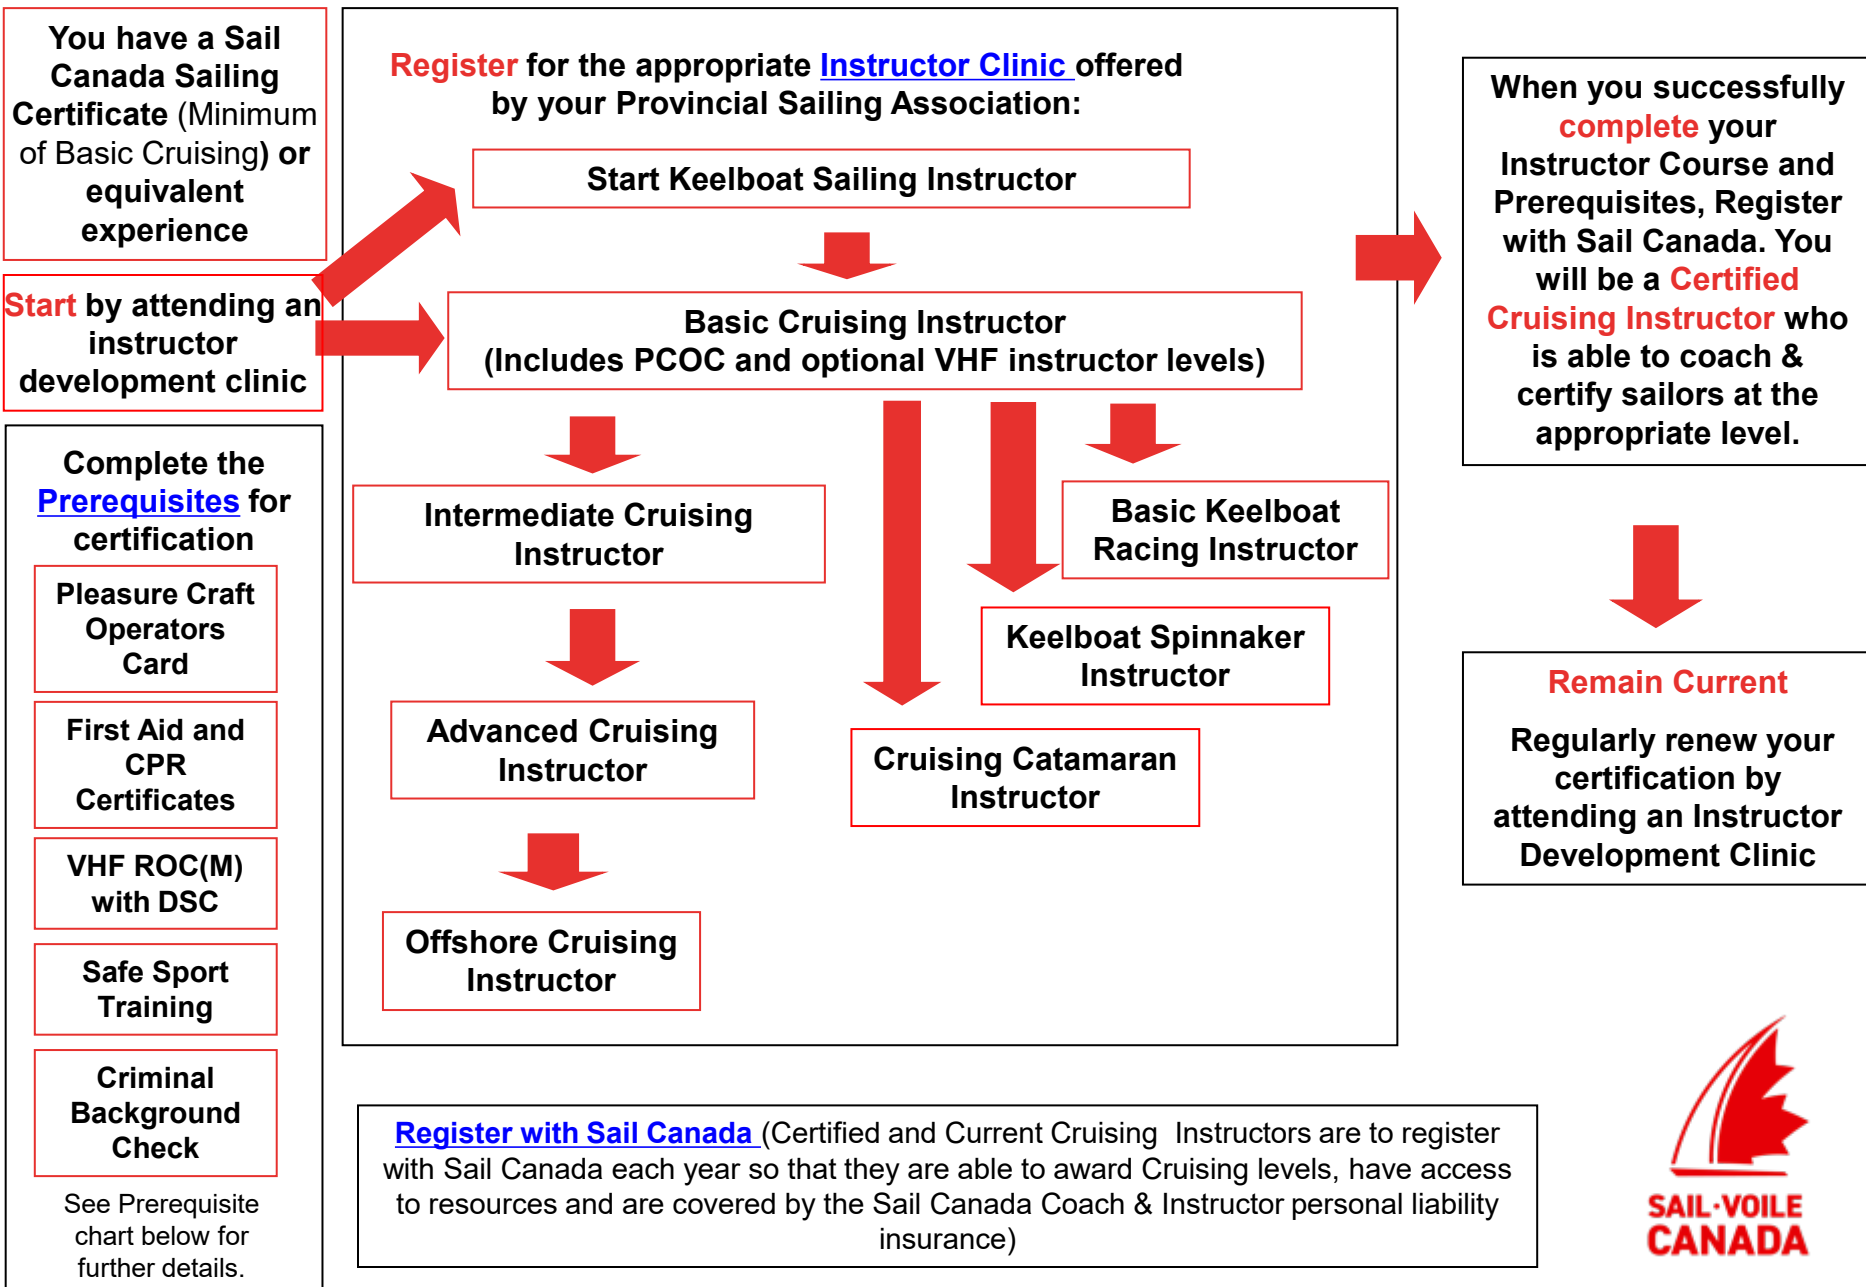 You have a Sail
Canada Sailing
Certificate (Minimum
of Basic Cruising) or
equivalent
experience
Start by attending an
instructor
development clinic
Complete the
Prerequisites for
certification
Pleasure Craft
Operators
Card
First Aid and
CPR
Certificates
VHF ROC(M)
with DSC
Safe Sport
Training
Criminal
Background
Check
See Prerequisite
chart below for
further details.
Register for the appropriate Instructor Clinic offered
by your Provincial Sailing Association:
Start Keelboat Sailing Instructor
Basic Cruising Instructor
(Includes PCOC and optional VHF instructor levels)
Intermediate Cruising
Instructor
Advanced Cruising
Instructor
Offshore Cruising
Instructor
Basic Keelboat
Racing Instructor
Keelboat Spinnaker
Instructor
Cruising Catamaran
Instructor
When you successfully
complete your
Instructor Course and
Prerequisites, Register
with Sail Canada. You
will be a Certified
Cruising Instructor who
is able to coach &
certify sailors at the
appropriate level.
Remain Current
Regularly renew your
certification by
attending an Instructor
Development Clinic
Register with Sail Canada (Certified and Current Cruising  Instructors are to register
with Sail Canada each year so that they are able to award Cruising levels, have access
to resources and are covered by the Sail Canada Coach & Instructor personal liability
insurance)
SAIL·VOILE
CANADA